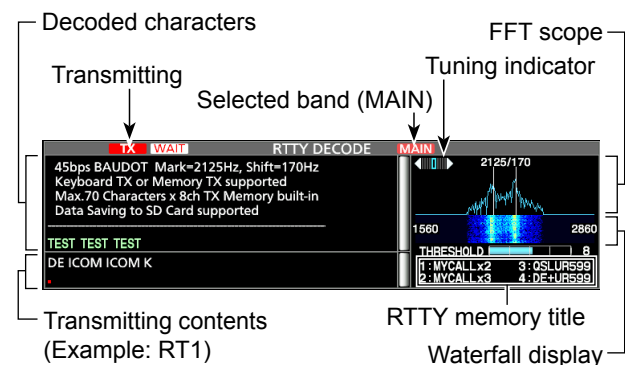 Decoded characters
FFT scope
Transmitting
Tuning indicator
Selected band (MAIN)
TX WAIT RTTY DECODE MAIN
45bps BAUDOT Mark=2125Hz, Shift=170Hz
Keyboard TX or Memory TX supported
Max.70 Characters x 8ch TX Memory built-in
Data Saving to SD Card supported
TEST TEST TEST
DE ICOM ICOM K
2125/170
1560 2860
THRESHOLD 8
1:MYCALLx2 3:QSLUR599
2:MYCALLx3 4:DE+UR599
Transmitting contents
(Example: RT1)
RTTY memory title
Waterfall display